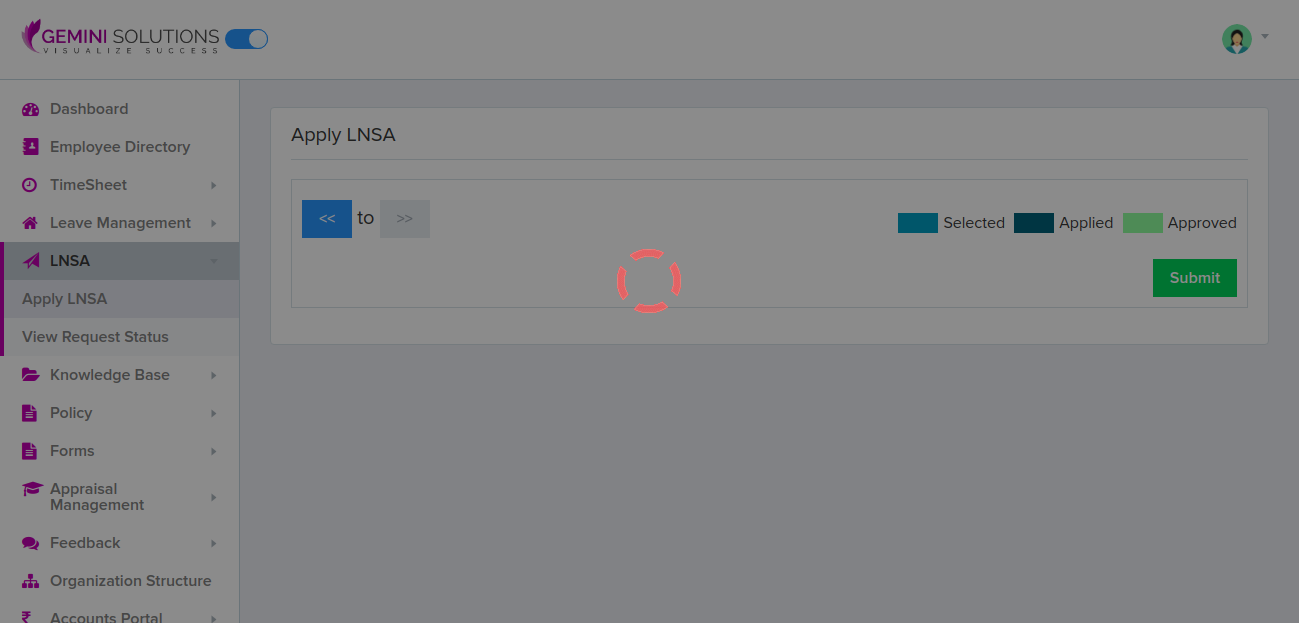 GEMINI SOLUTIONS
VISUALIZE SUCCESS
Dashboard
Employee Directory
TimeSheet
Leave Management
LNSA
Apply LNSA
View Request Status
Knowledge Base
Policy
Forms
Appraisal
Management
Feedback
Organization Structure
Accounts Portal
Apply LNSA
<< to >>
Selected Applied Approved
Submit